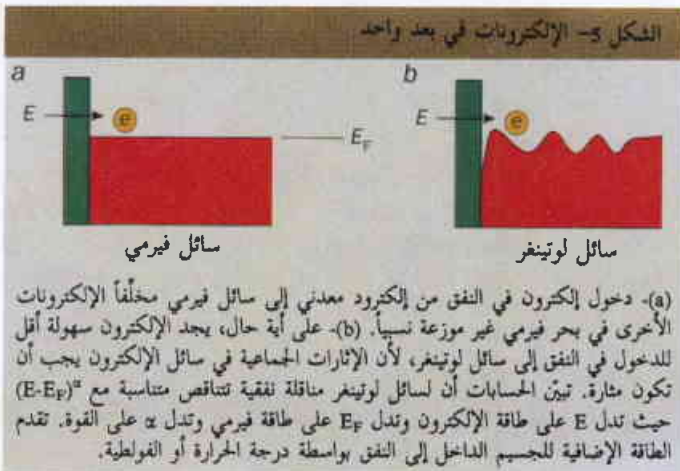 الشكل 5- الإلكترونات في بعد واحد
a
b
E
e
E
e
E_F
سائل فيرمي
سائل لوتينغر
(a)- دخول إلكترون في النفق من إلكترود معدني إلى سائل فيرمي مخلّفاً الإلكترونات
الأخرى في بحر فيرمي غير موزعة نسبياً. (b)- على أية حال، يجد الإلكترون سهولة أقل
للدخول في النفق إلى سائل لوتينغر، لأن الإثارات الجماعية في سائل الإلكترون يجب أن
تكون مثارة. تبيّن الحسابات أن لسائل لوتينغر مناقلة نفقية تتناقص متناسبة مع (E-E_F)^α
حيث تدل E على طاقة الإلكترون وتدل E_F على طاقة فيرمي وتدل α على القوة. تقدم
الطاقة الإضافية للجسيم الداخل إلى النفق بواسطة درجة الحرارة أو الفولطية.